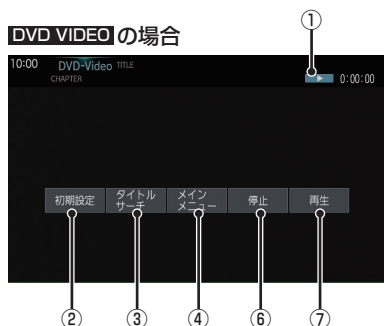 ①
DVD VIDEO の場合
10:00 DVD-Video TITLE
CHAPTER
0:00:00
初期設定 タイトルサーチ メインメニュー 停止 再生
② ③ ④ ⑥ ⑦